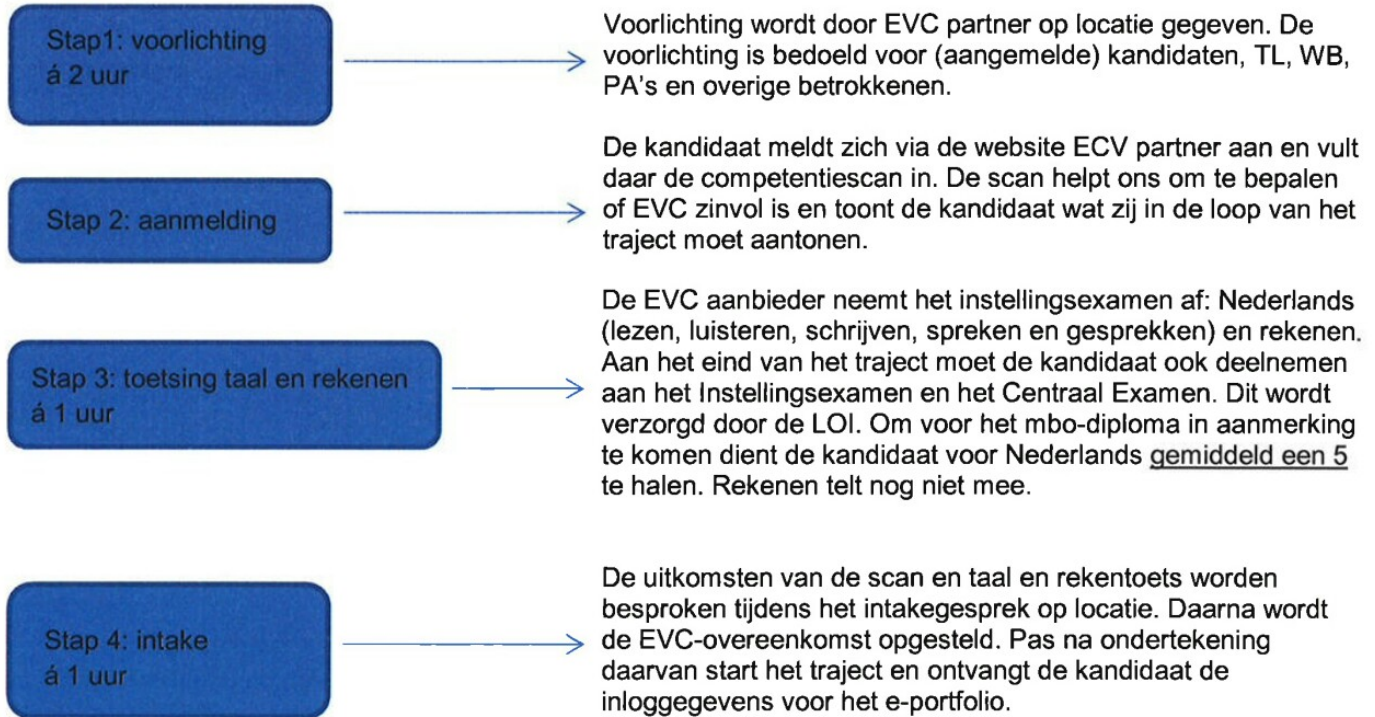 Stap1: voorlichting
á 2 uur
Voorlichting wordt door EVC partner op locatie gegeven. De
voorlichting is bedoeld voor (aangemelde) kandidaten, TL, WB,
PA's en overige betrokkenen.
Stap 2: aanmelding
De kandidaat meldt zich via de website ECV partner aan en vult
daar de competentiescan in. De scan helpt ons om te bepalen
of EVC zinvol is en toont de kandidaat wat zij in de loop van het
traject moet aantonen.
Stap 3: toetsing taal en rekenen
á 1 uur
De EVC aanbieder neemt het instellingsexamen af: Nederlands
(lezen, luisteren, schrijven, spreken en gesprekken) en rekenen.
Aan het eind van het traject moet de kandidaat ook deelnemen
aan het Instellingsexamen en het Centraal Examen. Dit wordt
verzorgd door de LOI. Om voor het mbo-diploma in aanmerking
te komen dient de kandidaat voor Nederlands gemiddeld een 5
te halen. Rekenen telt nog niet mee.
Stap 4: intake
á 1 uur
De uitkomsten van de scan en taal en rekentoets worden
besproken tijdens het intakegesprek op locatie. Daarna wordt
de EVC-overeenkomst opgesteld. Pas na ondertekening
daarvan start het traject en ontvangt de kandidaat de
inloggegevens voor het e-portfolio.